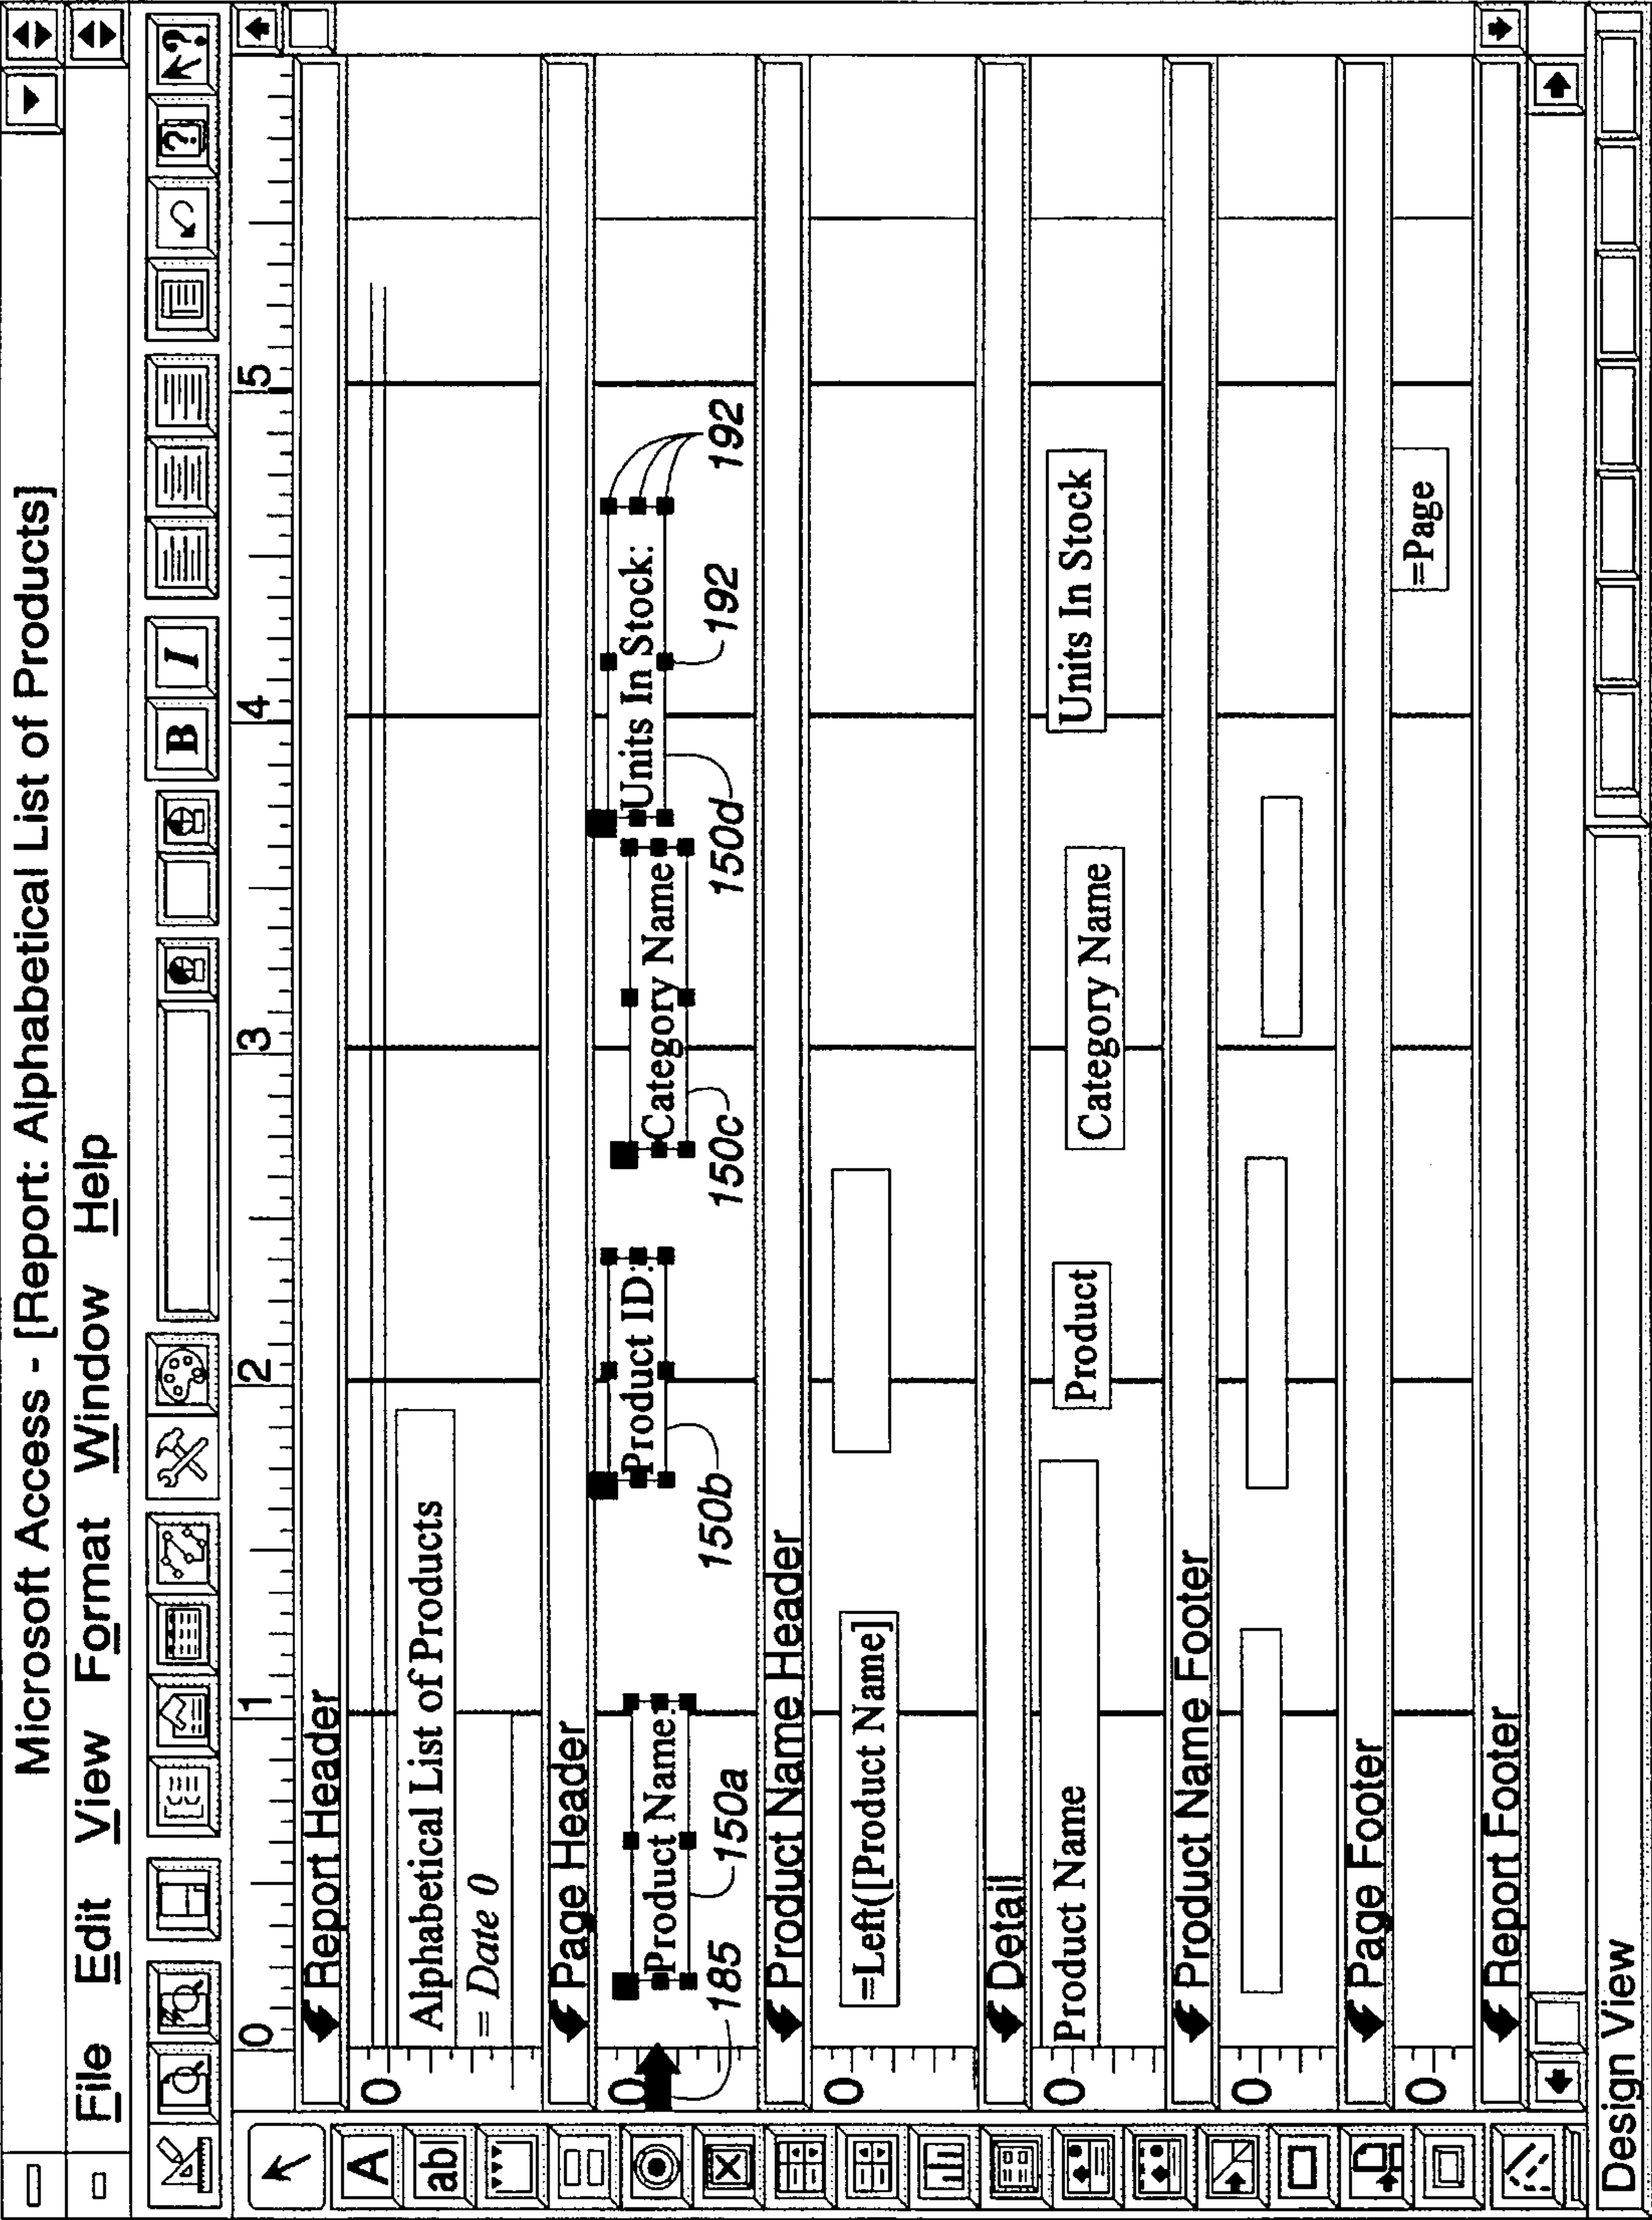 Microsoft Access - [Report: Alphabetical List of Products]
File Edit View Format Window Help
B I
0 1 2 3 4 5
Report Header
0
Alphabetical List of Products
= Date 0
Page Header
0
Product Name: Product ID: Category Name Units In Stock:
185 150a 150b 150c 150d 192 192
Product Name Header
0
=Left([Product Name]
Detail
0
Product Name Product Category Name Units In Stock
Product Name Footer
0
Page Footer
0
=Page
Report Footer
A
ab
Design View